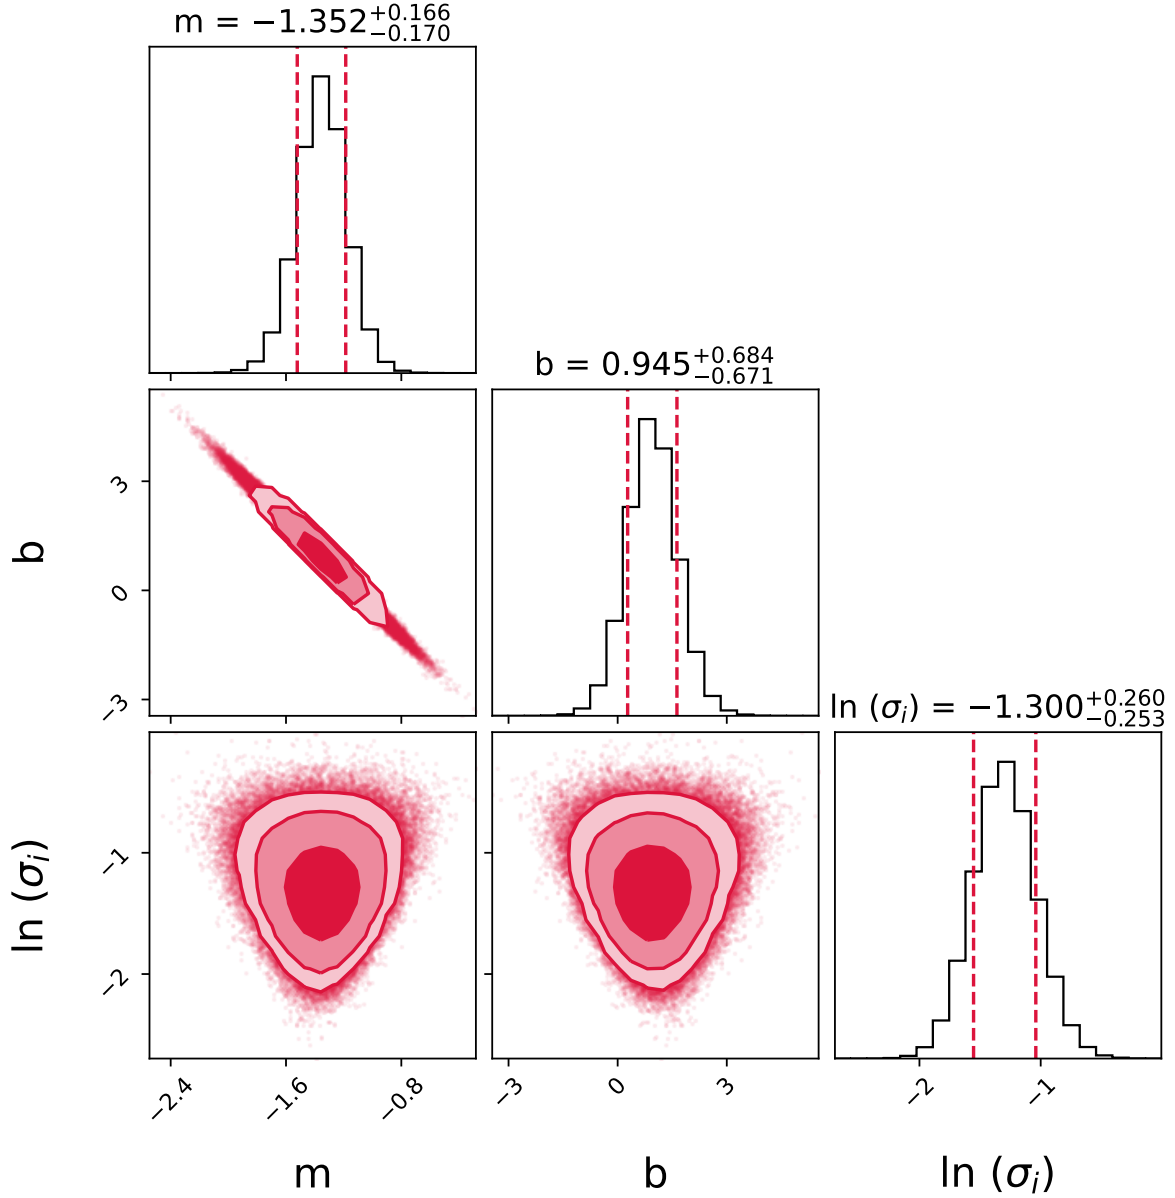 m = −1.352+0.166−0.170
b = 0.945+0.684−0.671
b
3
0
−3
ln (σi) = −1.300+0.260−0.253
ln (σi)
−1
−2
−2.4 −1.6 −0.8
−3 0 3
−2 −1
m b ln (σi)